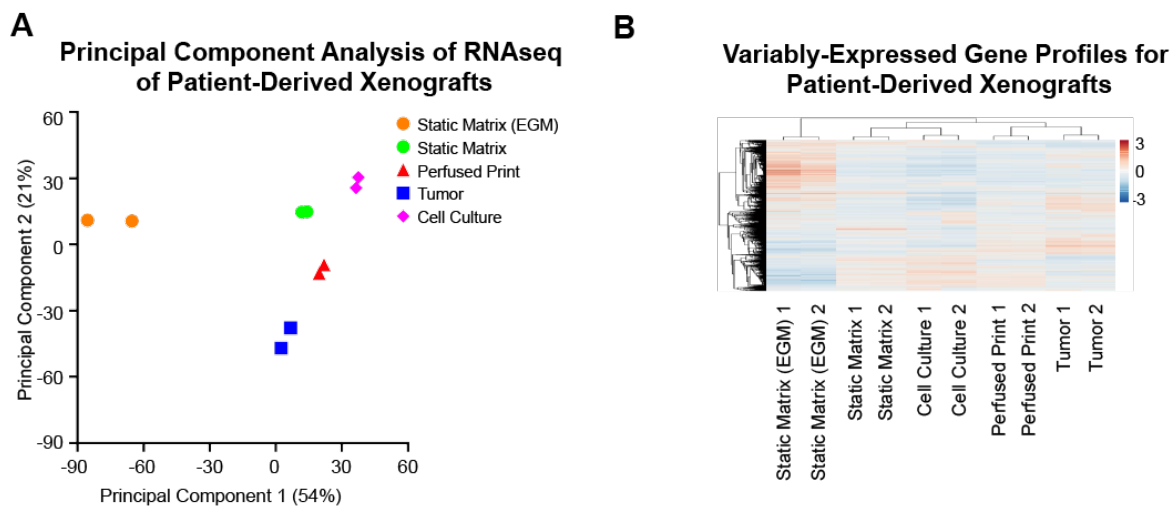 A
Principal Component Analysis of RNAseq
of Patient-Derived Xenografts
60
30
0
-30
-60
-90
-90
-60
-30
0
30
60
Principal Component 2 (21%)
Principal Component 1 (54%)
Static Matrix (EGM)
Static Matrix
Perfused Print
Tumor
Cell Culture
B
Variably-Expressed Gene Profiles for
Patient-Derived Xenografts
3
0
-3
Static Matrix (EGM) 1
Static Matrix (EGM) 2
Static Matrix 1
Static Matrix 2
Cell Culture 1
Cell Culture 2
Perfused Print 1
Perfused Print 2
Tumor 1
Tumor 2